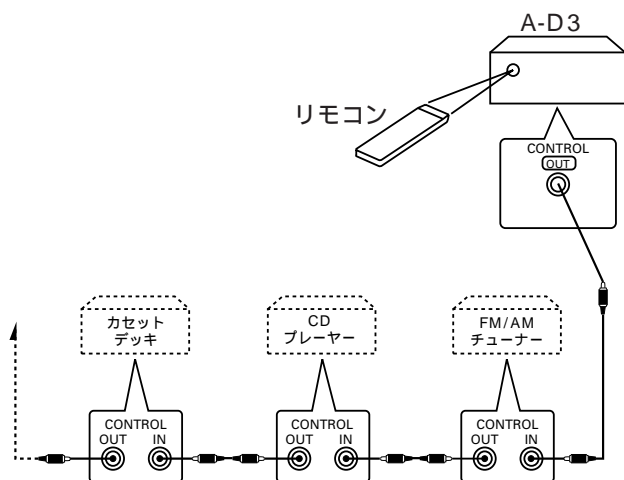 A-D3
リモコン
CONTROL
OUT
カセット
デッキ
CD
プレーヤー
FM/AM
チューナー
CONTROL
OUT IN
CONTROL
OUT IN
CONTROL
OUT IN